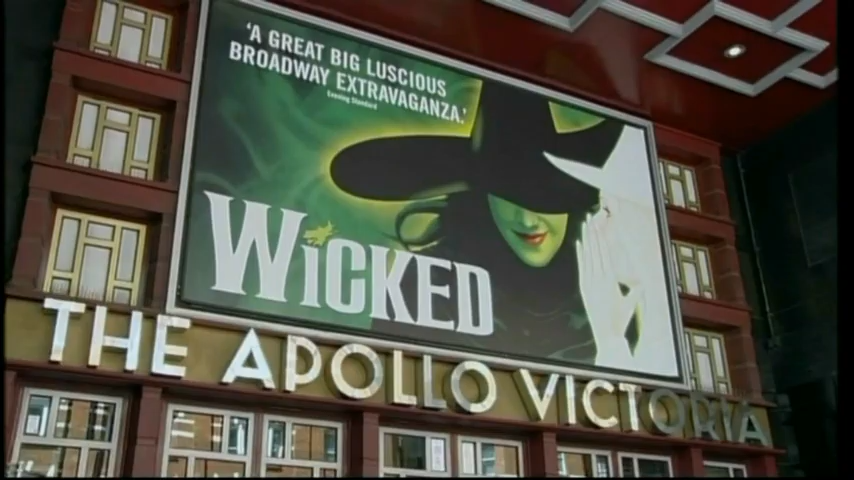 'A GREAT BIG LUSCIOUS
BROADWAY EXTRAVAGANZA.'
Evening Standard
WICKED
THE APOLLO VICTORIA